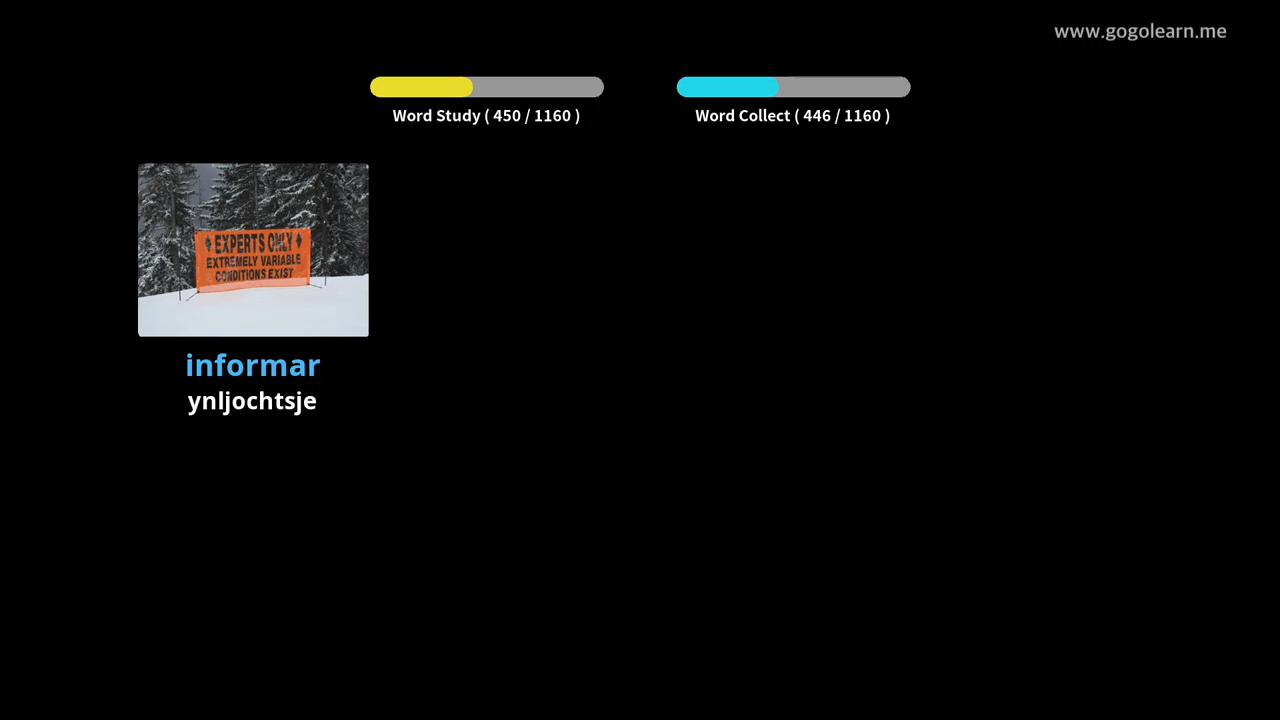 www.gogolearn.me
Word Study ( 450 / 1160 )
Word Collect ( 446 / 1160 )
EXPERTS ONLY
EXTREMELY VARIABLE
CONDITIONS EXIST
informar
ynljochtsje